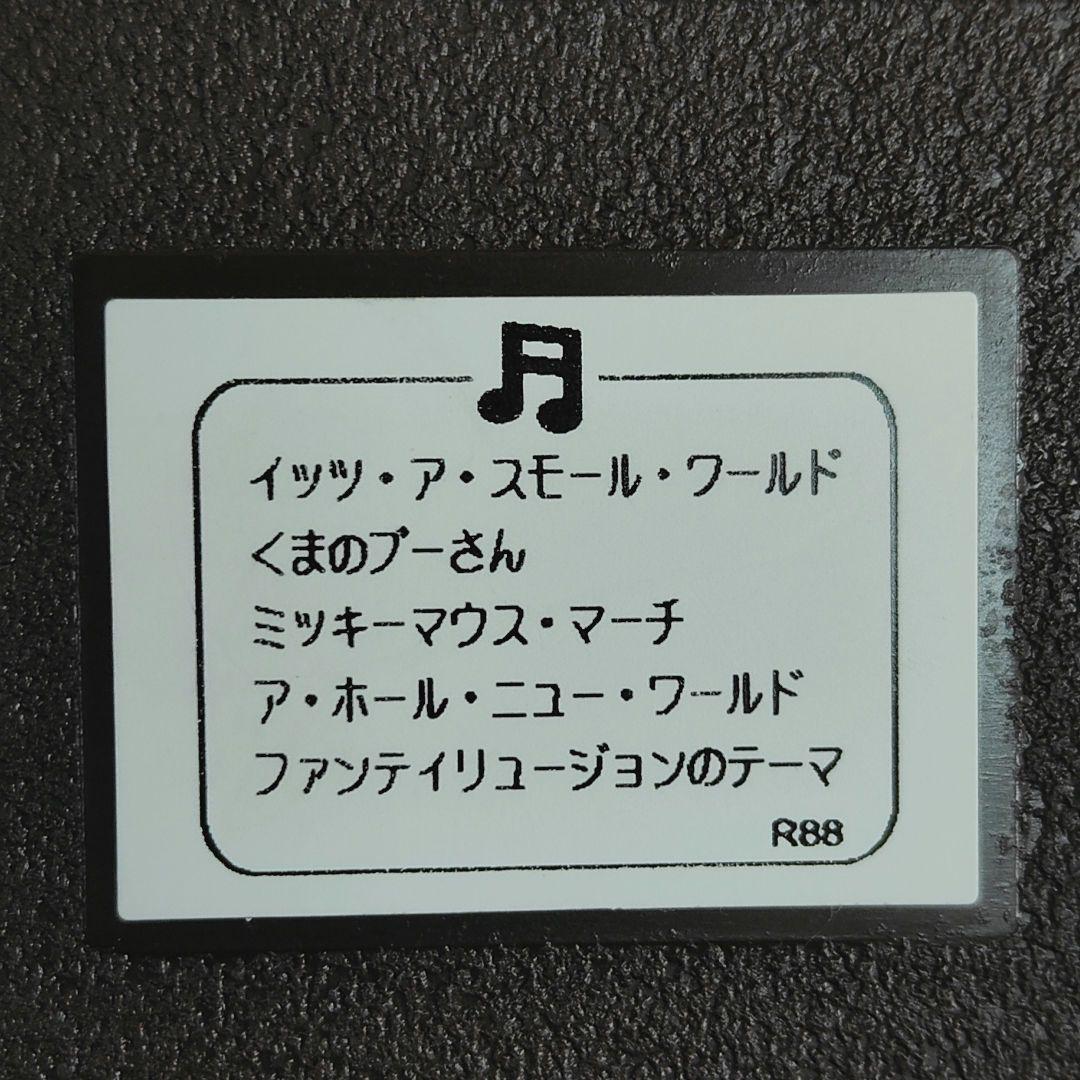 イッツ・ア・スモール・ワールド
くまのプーさん
ミッキーマウス・マーチ
ア・ホール・ニュー・ワールド
ファンティリュージョンのテーマ
R88